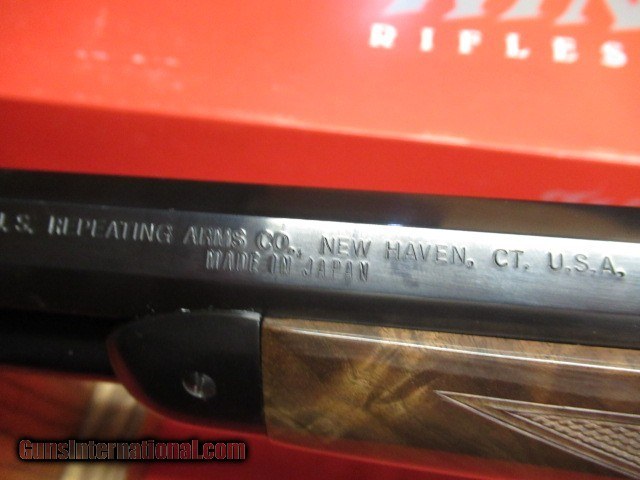 RIFLES
U.S. REPEATING ARMS CO., NEW HAVEN, CT. U.S.A.
MADE IN JAPAN
GunsInternational.com